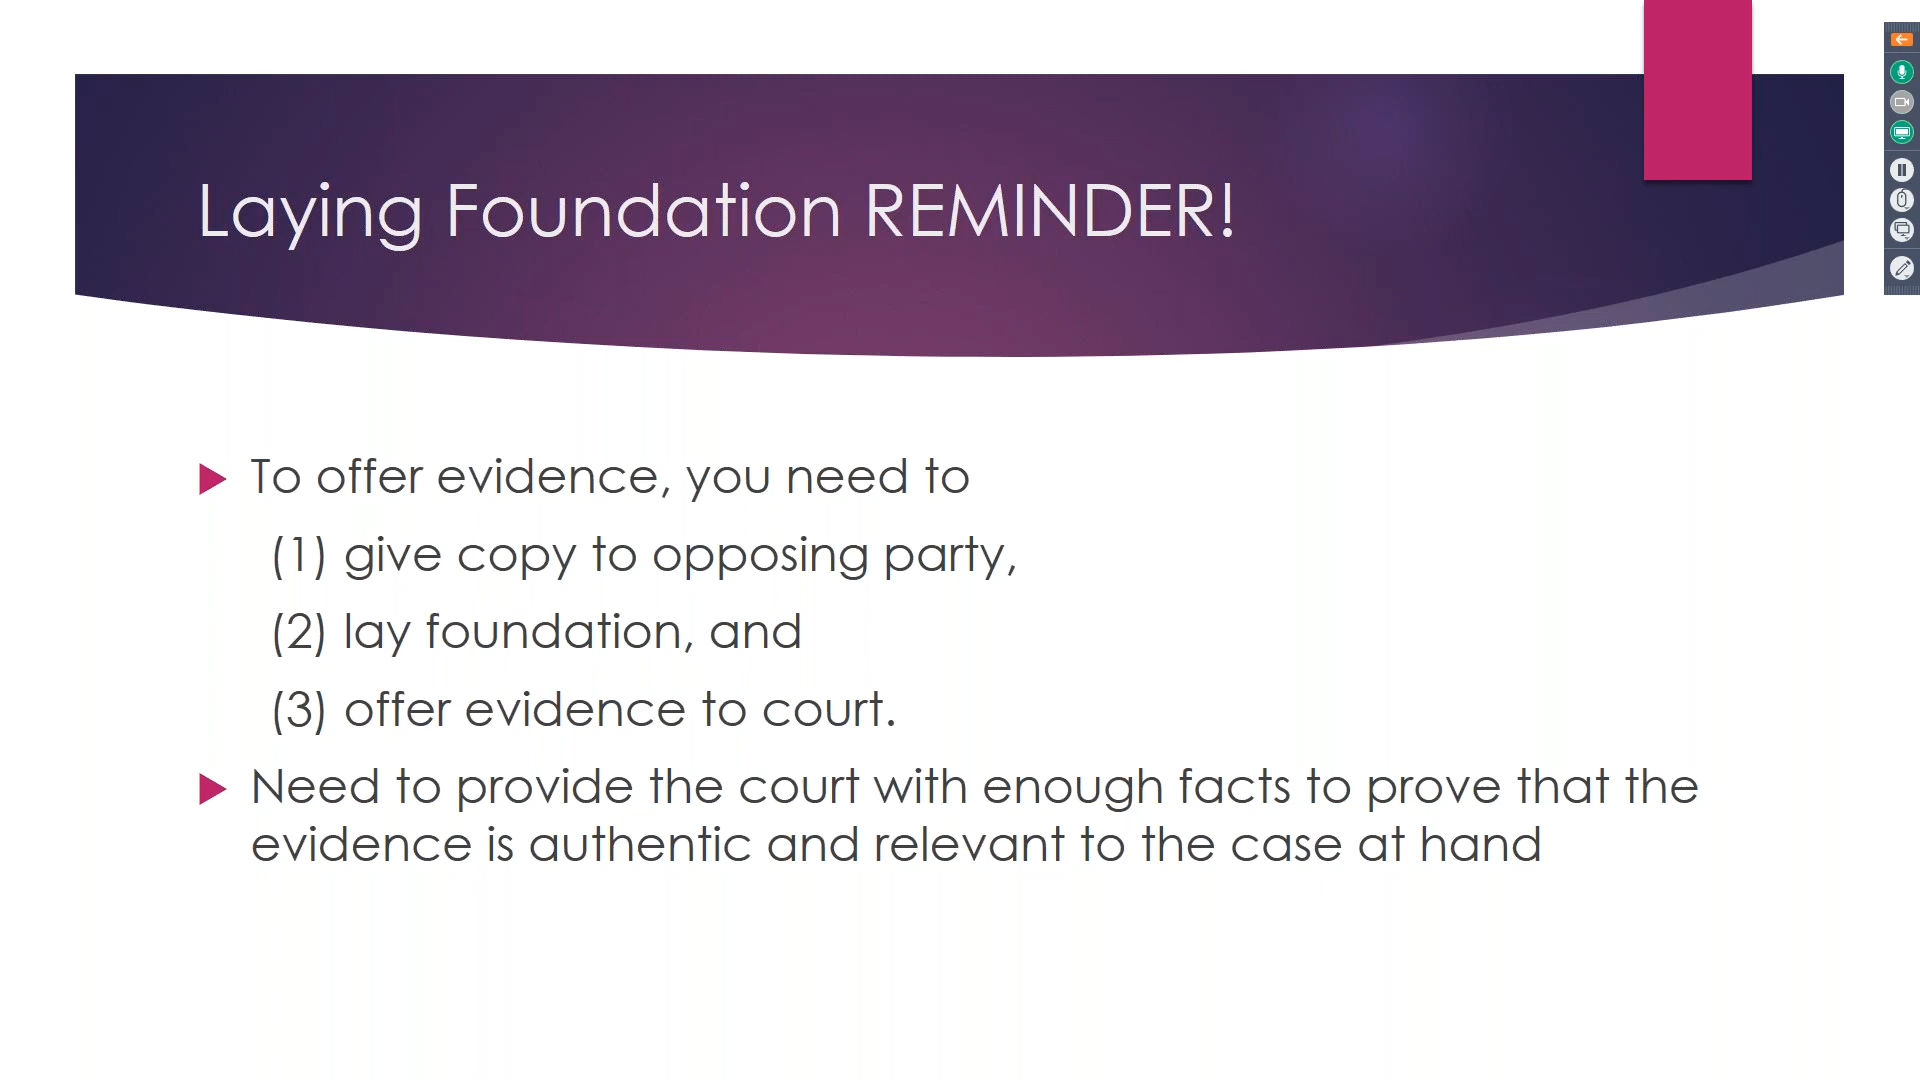 Laying Foundation REMINDER!
To offer evidence, you need to
(1) give copy to opposing party,
(2) lay foundation, and
(3) offer evidence to court.
Need to provide the court with enough facts to prove that the
evidence is authentic and relevant to the case at hand